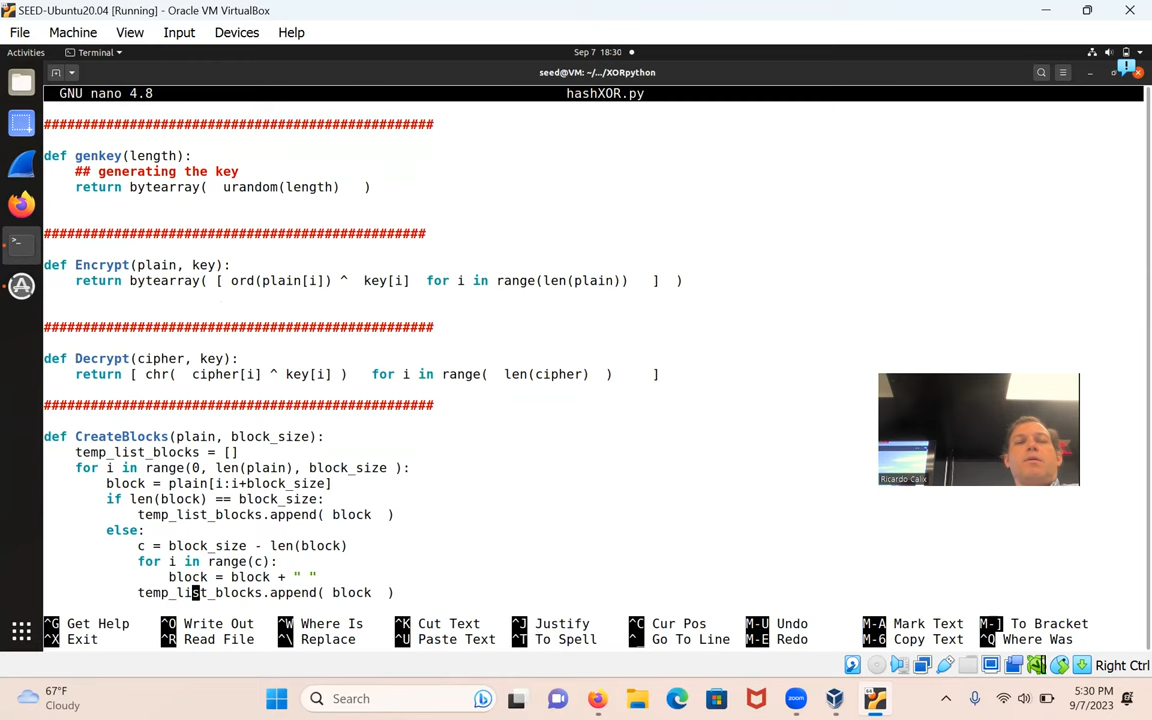 SEED-Ubuntu20.04 [Running] - Oracle VM VirtualBox
File Machine View Input Devices Help
Activities Terminal Sep 7 18:30
seed@VM: ~/.../XORpython
GNU nano 4.8 hashXOR.py
##################################################
def genkey(length):
## generating the key
return bytearray( urandom(length) )
#################################################
def Encrypt(plain, key):
return bytearray( [ ord(plain[i]) ^ key[i] for i in range(len(plain)) ] )
##################################################
def Decrypt(cipher, key):
return [ chr( cipher[i] ^ key[i] ) for i in range( len(cipher) ) ]
##################################################
def CreateBlocks(plain, block_size):
temp_list_blocks = []
for i in range(0, len(plain), block_size ):
block = plain[i:i+block_size]
if len(block) == block_size:
temp_list_blocks.append( block )
else:
c = block_size - len(block)
for i in range(c):
block = block + " "
temp_list_blocks.append( block )
Ricardo Calix
^G Get Help ^O Write Out ^W Where Is ^K Cut Text ^J Justify ^C Cur Pos M-U Undo M-A Mark Text M-] To Bracket
^X Exit ^R Read File ^\ Replace ^U Paste Text ^T To Spell ^_ Go To Line M-E Redo M-6 Copy Text ^Q Where Was
Right Ctrl
67°F
Cloudy
Search
zoom
5:30 PM
9/7/2023